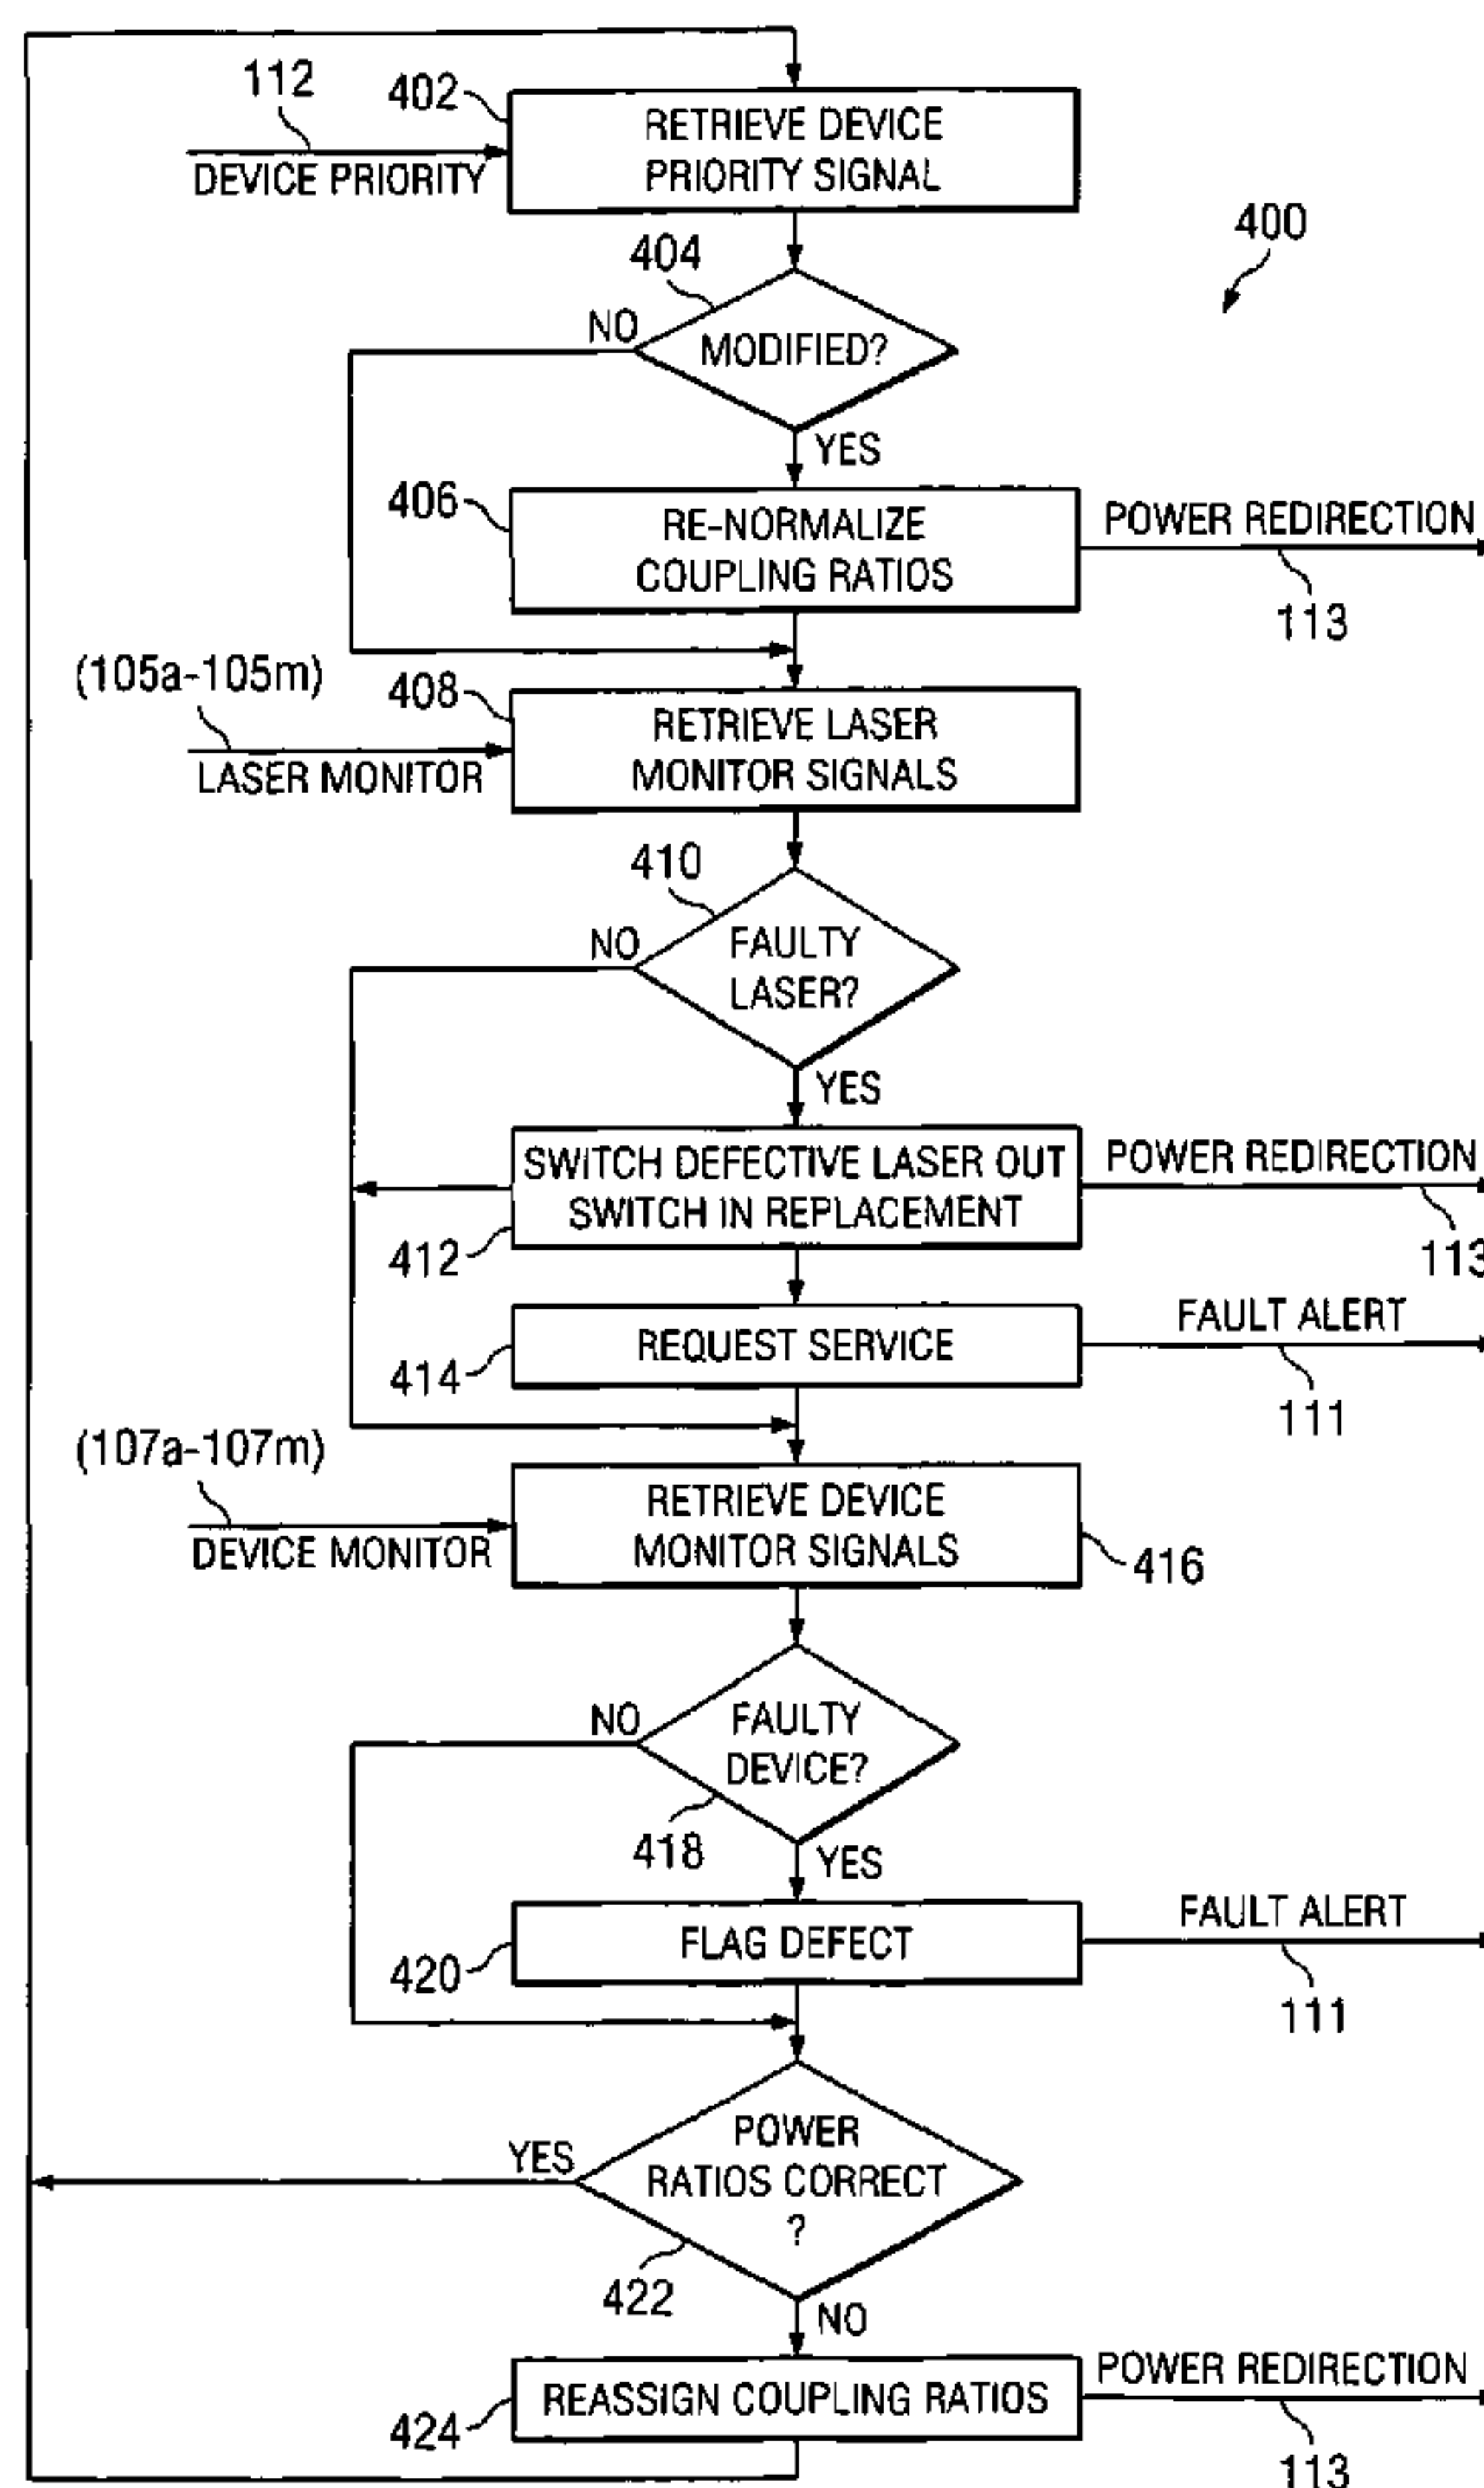 112
402
RETRIEVE DEVICE
PRIORITY SIGNAL
DEVICE PRIORITY
400
404
NO
MODIFIED?
YES
406
RE-NORMALIZE
COUPLING RATIOS
POWER REDIRECTION
113
(105a-105m)
408
RETRIEVE LASER
MONITOR SIGNALS
LASER MONITOR
410
NO
FAULTY
LASER?
YES
SWITCH DEFECTIVE LASER OUT
SWITCH IN REPLACEMENT
POWER REDIRECTION
412
113
REQUEST SERVICE
FAULT ALERT
414
111
(107a-107m)
RETRIEVE DEVICE
MONITOR SIGNALS
DEVICE MONITOR
416
NO
FAULTY
DEVICE?
418
YES
FLAG DEFECT
FAULT ALERT
420
111
YES
POWER
RATIOS CORRECT
?
422
NO
REASSIGN COUPLING RATIOS
POWER REDIRECTION
424
113